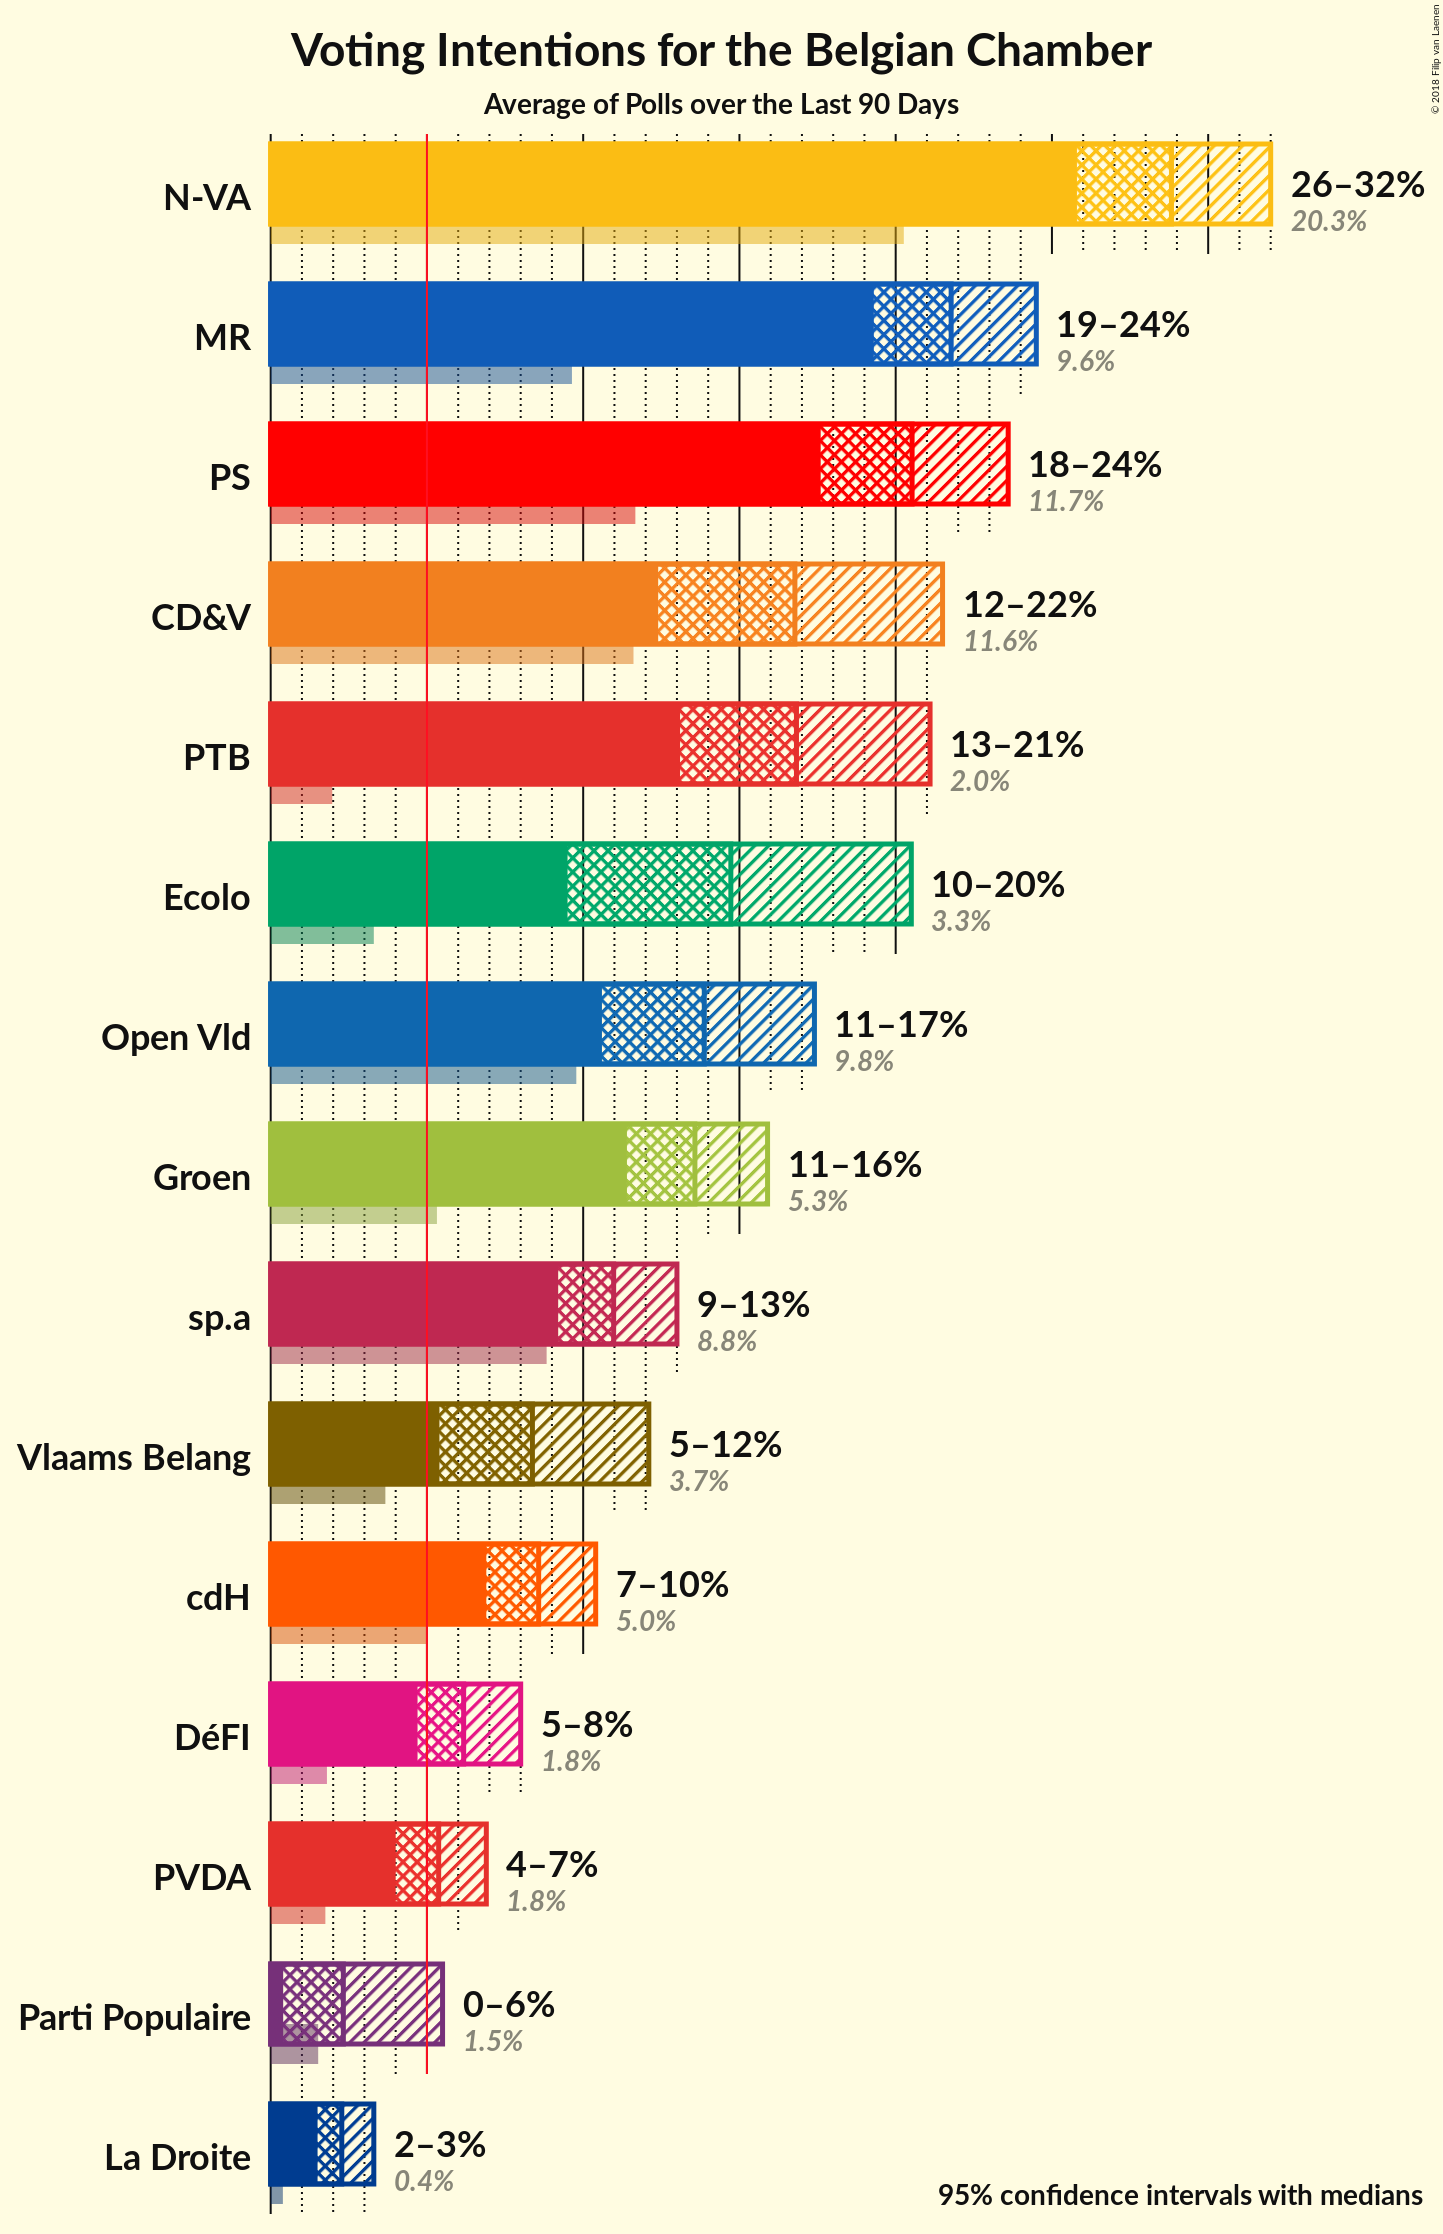 © 2018 Filip van Laenen
Voting Intentions for the Belgian Chamber
Average of Polls over the Last 90 Days
N-VA
26–32%
20.3%
MR
19–24%
9.6%
PS
18–24%
11.7%
CD&V
12–22%
11.6%
PTB
13–21%
2.0%
Ecolo
10–20%
3.3%
Open Vld
11–17%
9.8%
Groen
11–16%
5.3%
sp.a
9–13%
8.8%
Vlaams Belang
5–12%
3.7%
cdH
7–10%
5.0%
DéFI
5–8%
1.8%
PVDA
4–7%
1.8%
Parti Populaire
0–6%
1.5%
La Droite
2–3%
0.4%
95% confidence intervals with medians